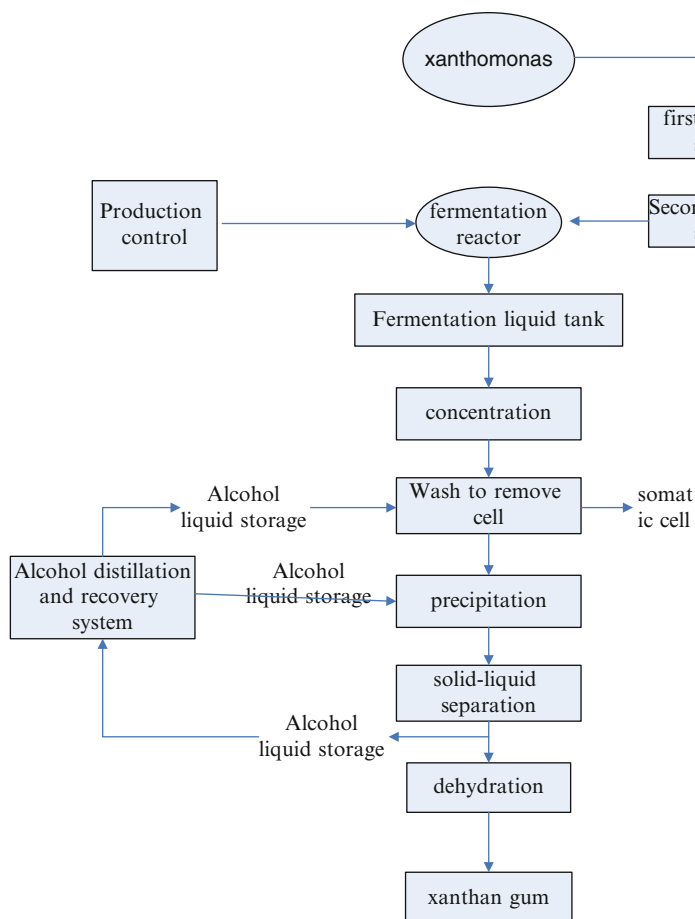 xanthomonas
first
Production
control
fermentation
reactor
Fermentation liquid tank
concentration
Alcohol
liquid storage
Wash to remove
cell
somat
ic cell
Alcohol distillation
and recovery
system
Alcohol
liquid storage
precipitation
solid-liquid
separation
Alcohol
liquid storage
dehydration
xanthan gum